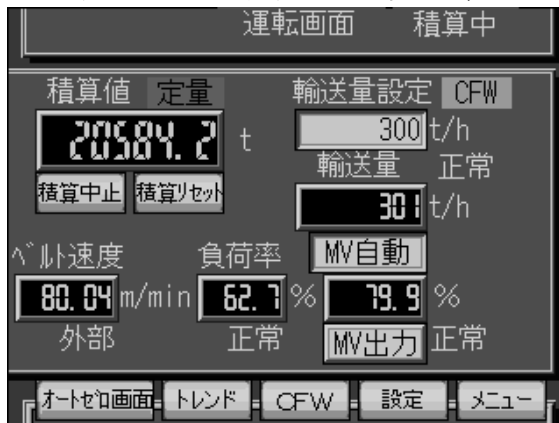 運転画面 積算中
積算値 定量 輸送量設定 CFW
20584.2 t 300 t/h
輸送量 正常
積算中止 積算リセット 301 t/h
ベルト速度 負荷率 MV自動
80.04 m/min 62.7 % 79.9 %
外部 正常 MV出力 正常
オートゼロ画面 トレンド CFW 設定 メニュー